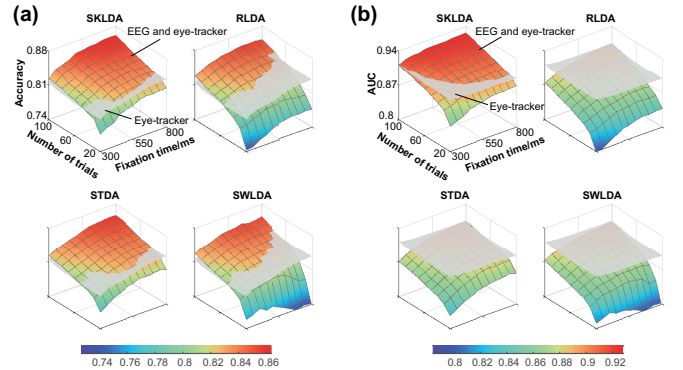 (a)
SKLDA
RLDA
EEG and eye-tracker
Accuracy
0.88
0.81
0.74
Eye-tracker
100
60
20
Number of trials
300
550
800
Fixation time/ms
STDA
SWLDA
0.74 0.76 0.78 0.8 0.82 0.84 0.86
(b)
SKLDA
RLDA
EEG and eye-tracker
AUC
0.94
0.87
0.8
Eye-tracker
100
60
20
Number of trials
300
550
800
Fixation time/ms
STDA
SWLDA
0.8 0.82 0.84 0.86 0.88 0.9 0.92